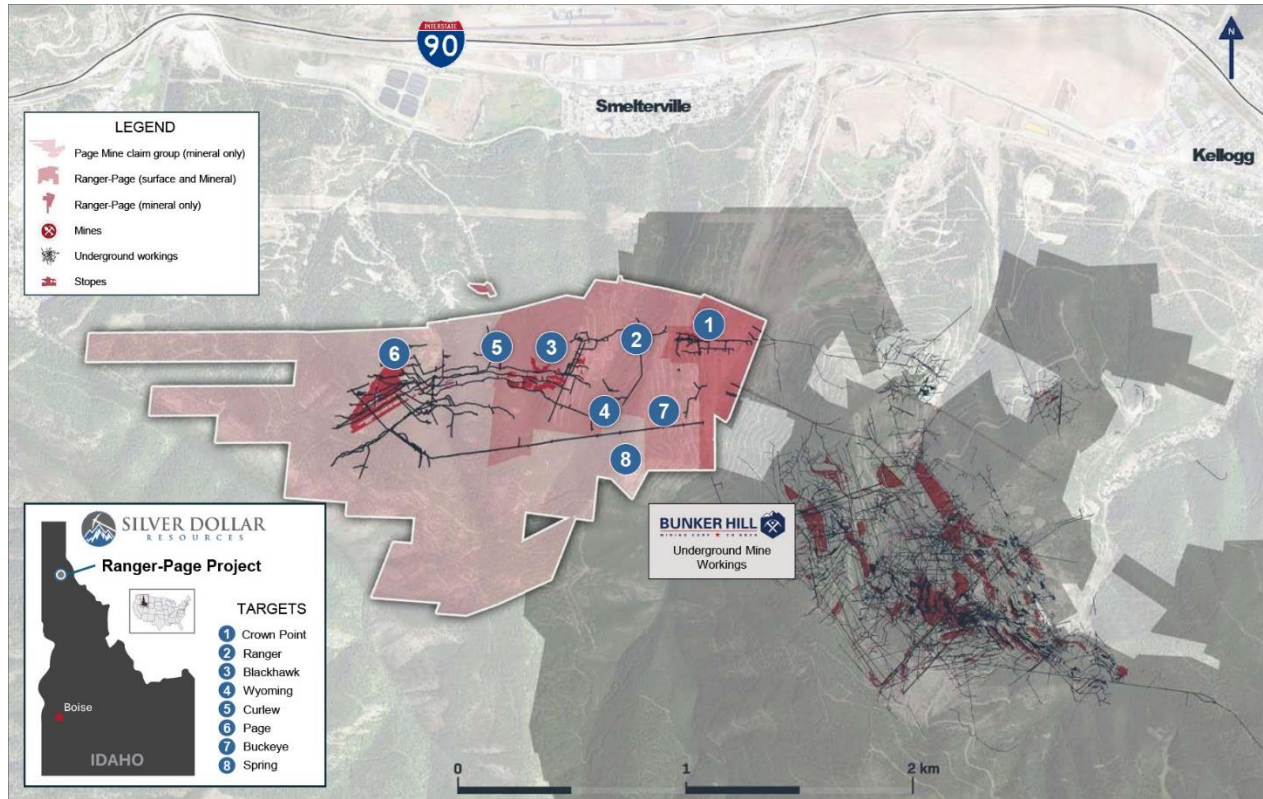 INTERSTATE
90
N
Smelterville
Kellogg
LEGEND
Page Mine claim group (mineral only)
Ranger-Page (surface and Mineral)
Ranger-Page (mineral only)
Mines
Underground workings
Stopes
1
2
3
4
5
6
7
8
BUNKER HILL
MINING CORP
Underground Mine
Workings
SILVER DOLLAR
RESOURCES
Ranger-Page Project
TARGETS
1 Crown Point
2 Ranger
3 Blackhawk
4 Wyoming
5 Curlew
6 Page
7 Buckeye
8 Spring
Boise
IDAHO
0 1 2 km